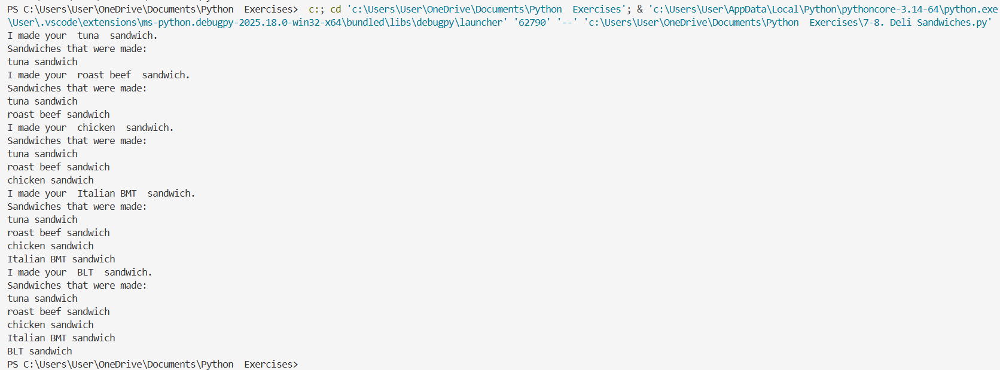 PS C:\Users\User\OneDrive\Documents\Python  Exercises>  c:; cd 'c:\Users\User\OneDrive\Documents\Python  Exercises'; & 'c:\Users\User\AppData\Local\Python\pythoncore-3.14-64\python.exe
\User\.vscode\extensions\ms-python.debugpy-2025.18.0-win32-x64\bundled\libs\debugpy\launcher' '62790' '--' 'c:\Users\User\OneDrive\Documents\Python  Exercises\7-8. Deli Sandwiches.py'
I made your  tuna  sandwich.
Sandwiches that were made:
tuna sandwich
I made your  roast beef  sandwich.
Sandwiches that were made:
tuna sandwich
roast beef sandwich
I made your  chicken  sandwich.
Sandwiches that were made:
tuna sandwich
roast beef sandwich
chicken sandwich
I made your  Italian BMT  sandwich.
Sandwiches that were made:
tuna sandwich
roast beef sandwich
chicken sandwich
Italian BMT sandwich
I made your  BLT  sandwich.
Sandwiches that were made:
tuna sandwich
roast beef sandwich
chicken sandwich
Italian BMT sandwich
BLT sandwich
PS C:\Users\User\OneDrive\Documents\Python  Exercises>